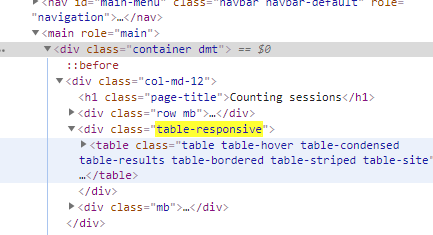 <nav id="main-menu" class="navbar navbar-default" role=
"navigation">…</nav>
<main role="main">
… <div class="container dmt"> == $0
::before
<div class="col-md-12">
<h1 class="page-title">Counting sessions</h1>
<div class="row mb">…</div>
<div class="table-responsive">
<table class="table table-hover table-condensed
table-results table-bordered table-striped table-site"
…</table>
</div>
<div class="mb">…</div>
</div>